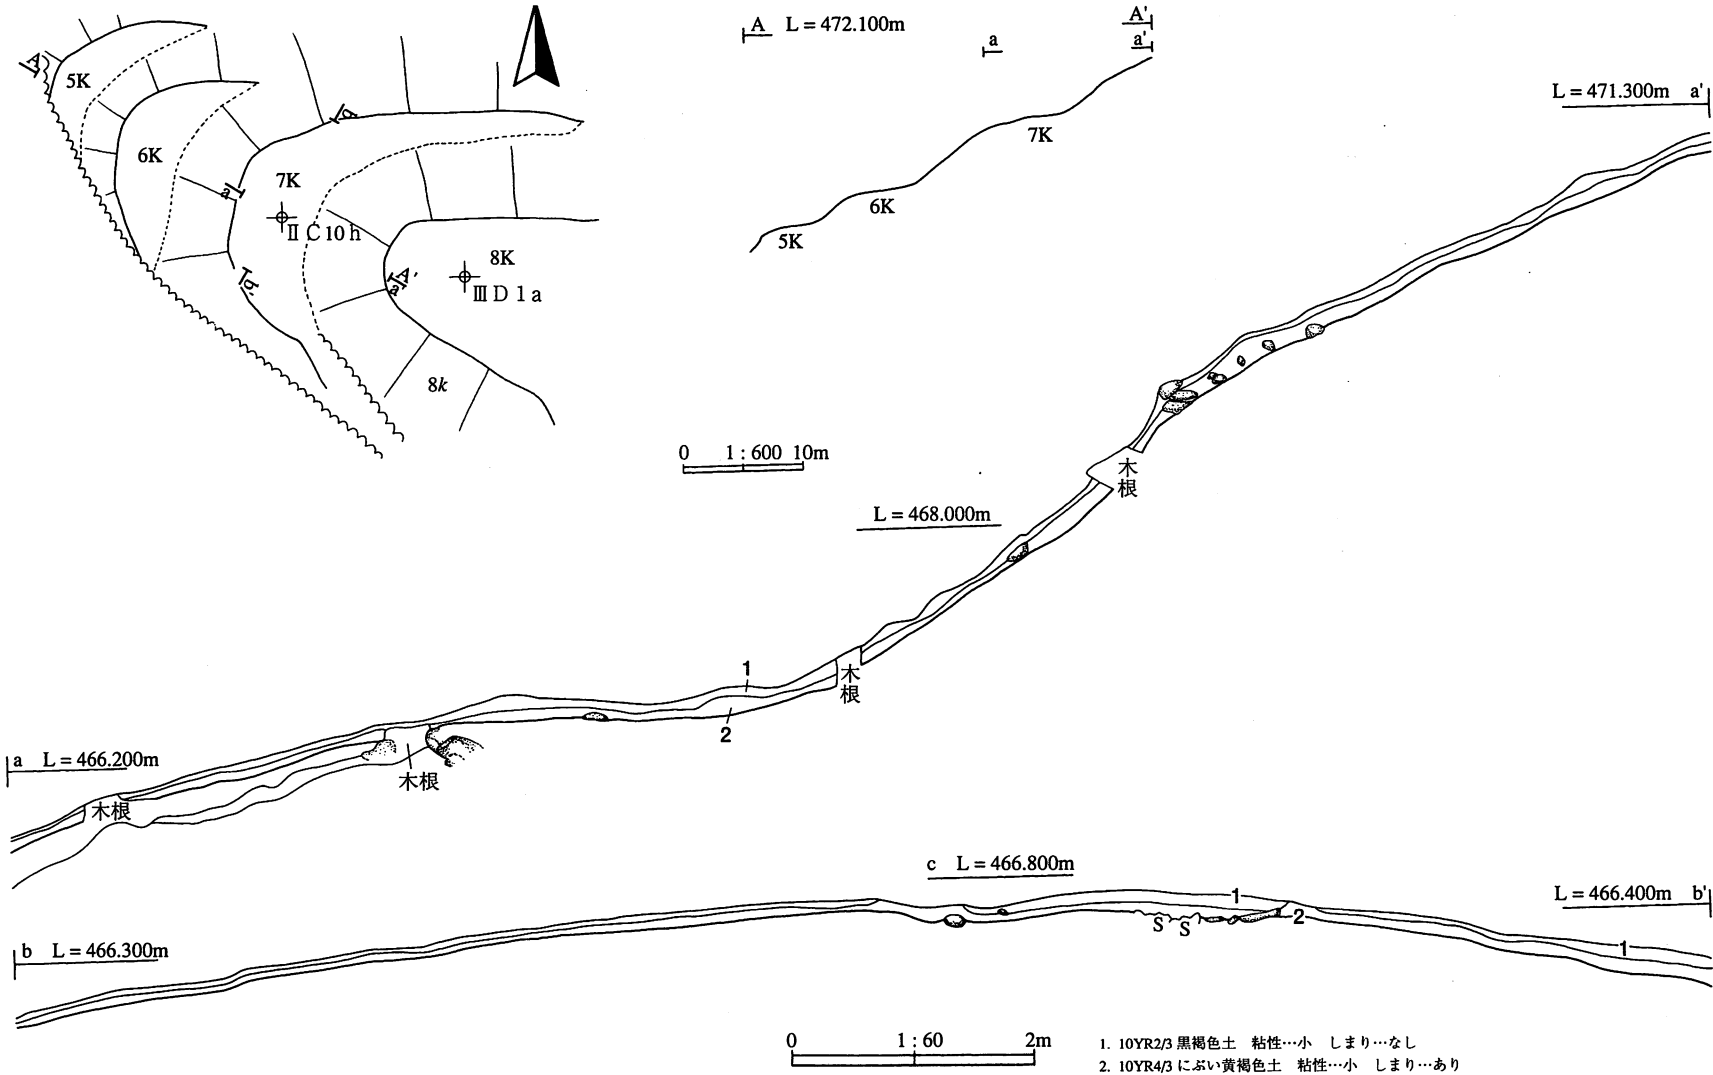 A
5K
6K
7K
ⅡC10h
8K
ⅢD1a
8k
a
b
b'
A'
a'
A L = 472.100m
a
A'
a'
7K
6K
5K
0 1 : 600 10m
L = 471.300m a'
木根
L = 468.000m
木根
1
2
a L = 466.200m
木根
木根
c L = 466.800m
1
2
S S
L = 466.400m b'
1
b L = 466.300m
0 1 : 60 2m
1. 10YR2/3 黒褐色土 粘性…小 しまり…なし
2. 10YR4/3 にぶい黄褐色土 粘性…小 しまり…あり